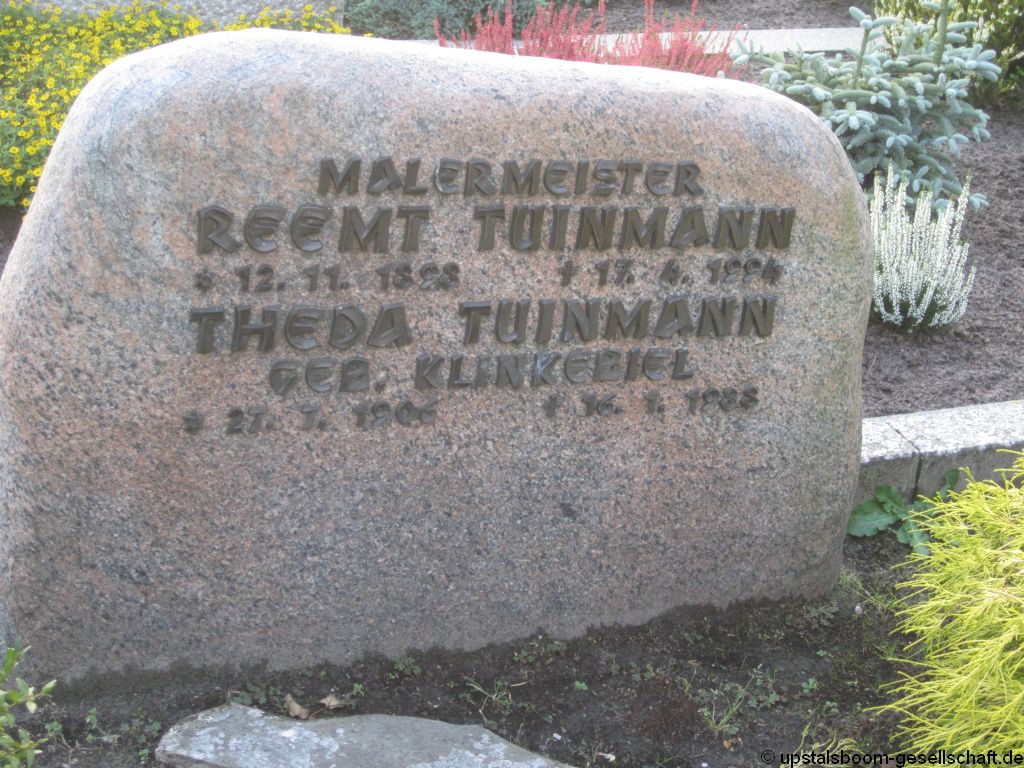 MALERMEISTER
REEMT TUINMANN
* 12. 11. 1898 † 17. 4. 1994
THEDA TUINMANN
GEB. KLINKEBIEL
* 27. 7. 1906 † 16. 1. 1985
© upstalsboom-gesellschaft.de